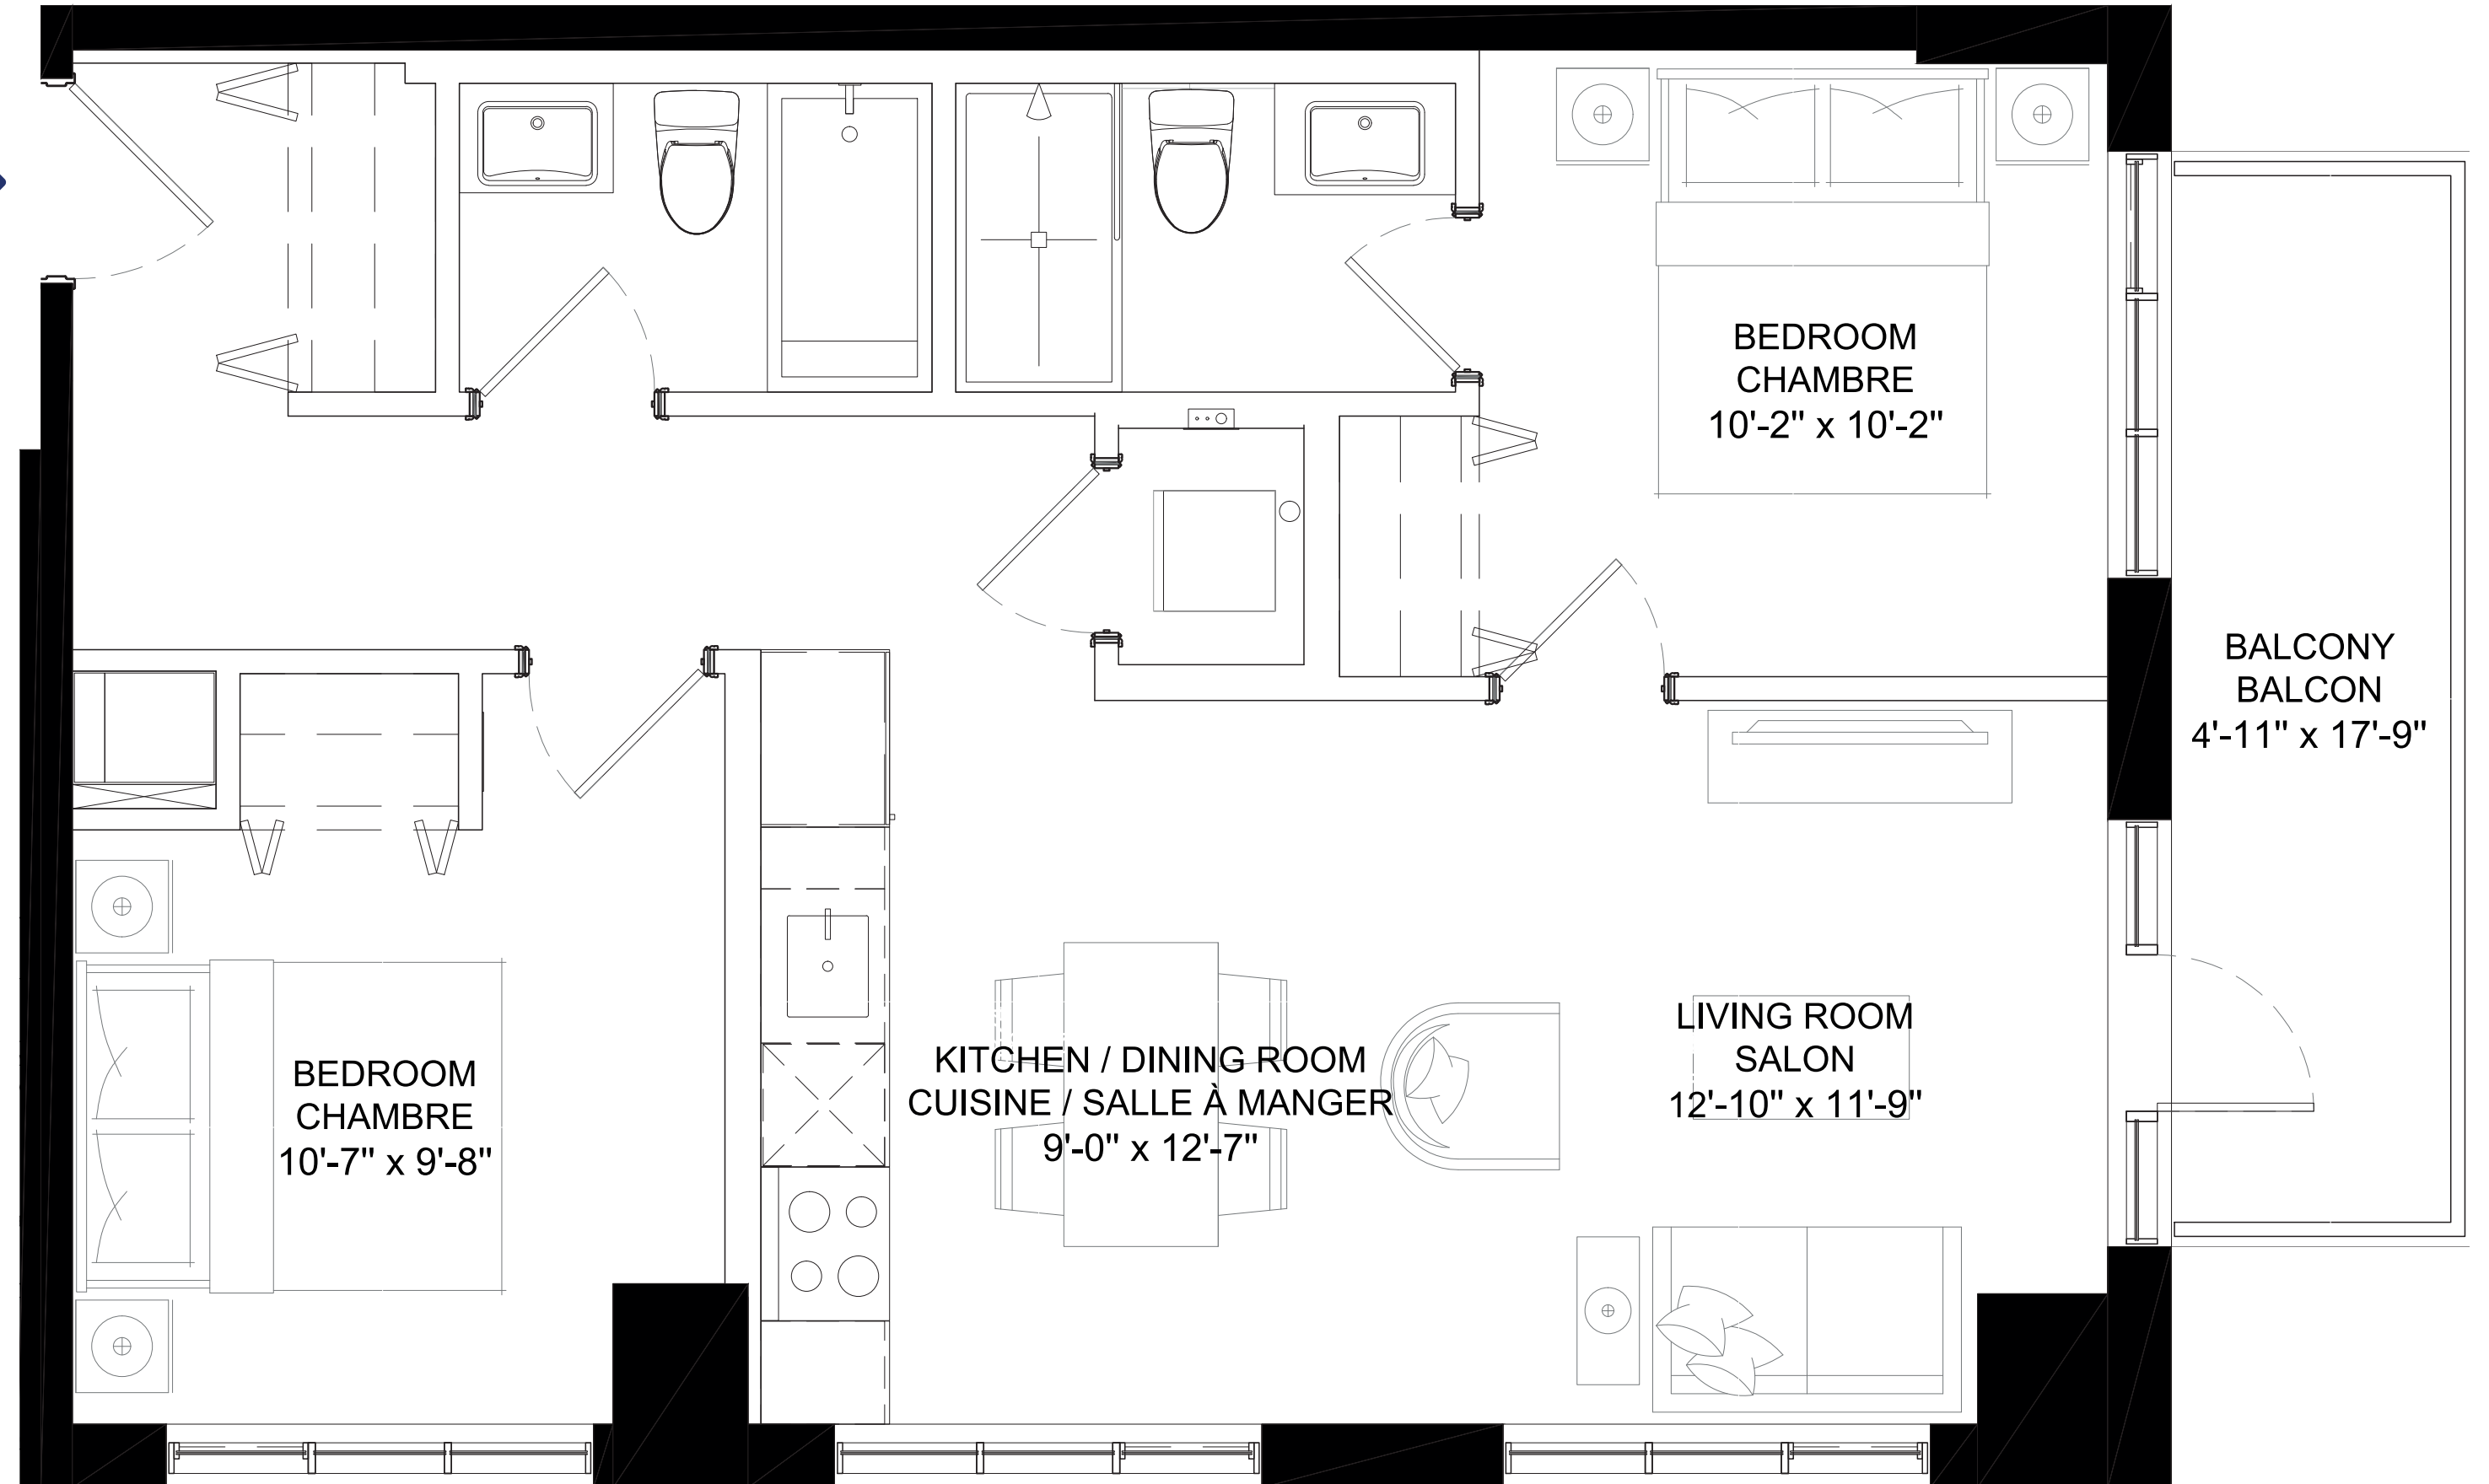 BEDROOM
CHAMBRE
10'-2" x 10'-2"
BALCONY
BALCON
4'-11" x 17'-9"
BEDROOM
CHAMBRE
10'-7" x 9'-8"
KITCHEN / DINING ROOM
CUISINE / SALLE À MANGER
9'-0" x 12'-7"
LIVING ROOM
SALON
12'-10" x 11'-9"